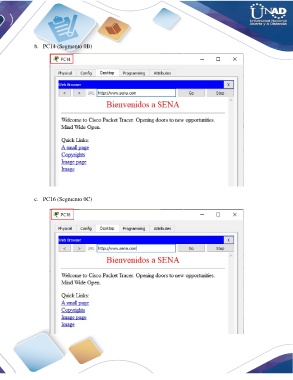 UNAD
Universidad Nacional
Abierta y a Distancia
b. PC14 (Segmento 0B)
PC14
Physical Config Desktop Programming Attributes
Web Browser X
< > URL https://www.sena.com Go Stop
Bienvenidos a SENA
Welcome to Cisco Packet Tracer. Opening doors to new opportunities.
Mind Wide Open.
Quick Links:
A small page
Copyrights
Image page
Image
c. PC16 (Segmento 0C)
PC16
Physical Config Desktop Programming Attributes
Web Browser X
< > URL https://www.sena.com Go Stop
Bienvenidos a SENA
Welcome to Cisco Packet Tracer. Opening doors to new opportunities.
Mind Wide Open.
Quick Links:
A small page
Copyrights
Image page
Image